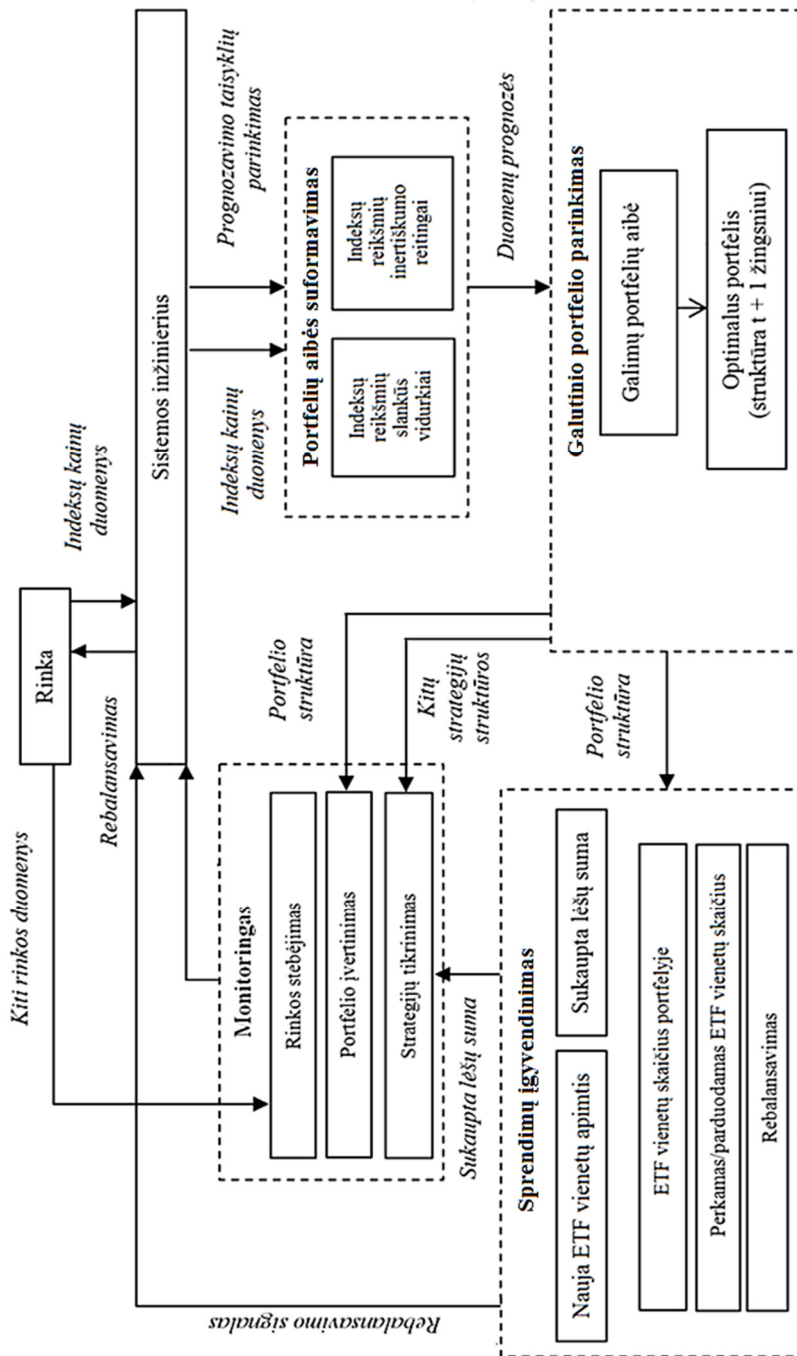 Rinka
Kiti rinkos duomenys
Rebalansavimas
Indeksų kainų
duomenys
Sistemos inžinierius
Monitoringas
Rinkos stebėjimas
Portfelio įvertinimas
Strategijų tikrinimas
Portfelio
struktūra
Kitų
strategijų
struktūros
Indeksų kainų
duomenys
Prognozavimo taisyklių
parinkimas
Portfelių aibės suformavimas
Indeksų
reikšmių
slankūs
vidurkiai
Indeksų
reikšmių
inertiškumo
reitingai
Duomenų prognozės
Rebalansavimo signalas
Sukaupta lėšų suma
Sprendimų įgyvendinimas
Nauja ETF vienetų apimtis
Sukaupta lėšų suma
ETF vienetų skaičius portfelyje
Perkamas/parduodamas ETF vienetų skaičius
Rebalansavimas
Portfelio
struktūra
Galutinio portfelio parinkimas
Galimų portfelių aibė
Optimalus portfelis
(struktūra t + 1 žingsniui)